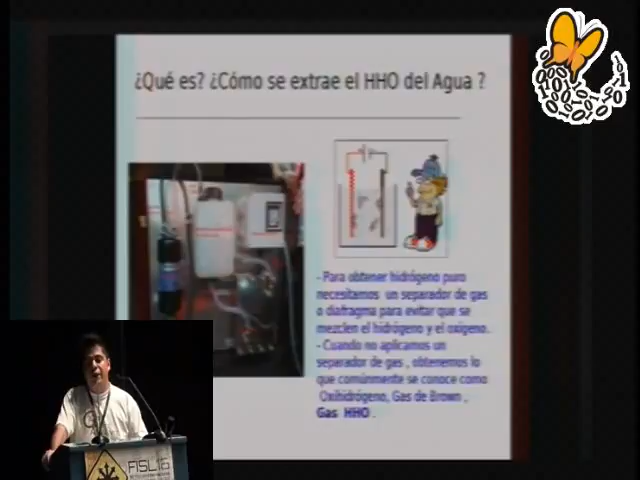 ¿Qué es? ¿Cómo se extrae el HHO del Agua ?
- Para obtener hidrógeno puro
necesitamos un separador de gas
o diafragma para evitar que se
mezclen el hidrógeno y el oxígeno.
- Cuando no aplicamos un
separador de gas , obtenemos lo
que comúnmente se conoce como
Oxihidrógeno, Gas de Brown ,
Gas HHO .
FISL16